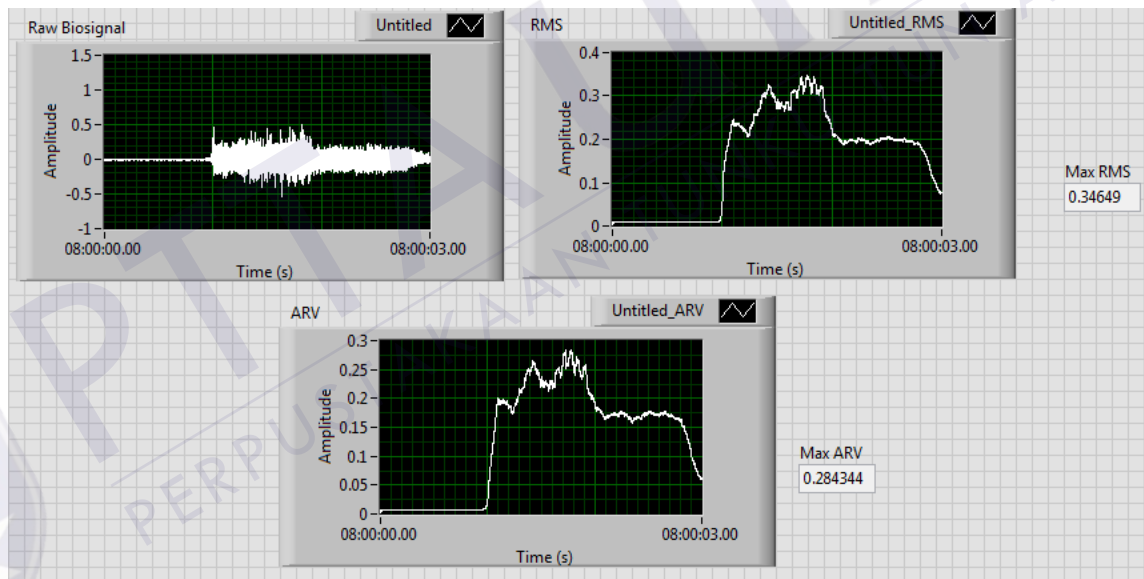 Raw Biosignal
Untitled
1.5
1
0.5
0
-0.5
-1
Amplitude
08:00:00.00
08:00:03.00
Time (s)
RMS
Untitled_RMS
0.4
0.3
0.2
0.1
0
Amplitude
08:00:00.00
08:00:03.00
Time (s)
Max RMS
0.34649
ARV
Untitled_ARV
0.3
0.25
0.2
0.15
0.1
0.05
0
Amplitude
08:00:00.00
08:00:03.00
Time (s)
Max ARV
0.284344